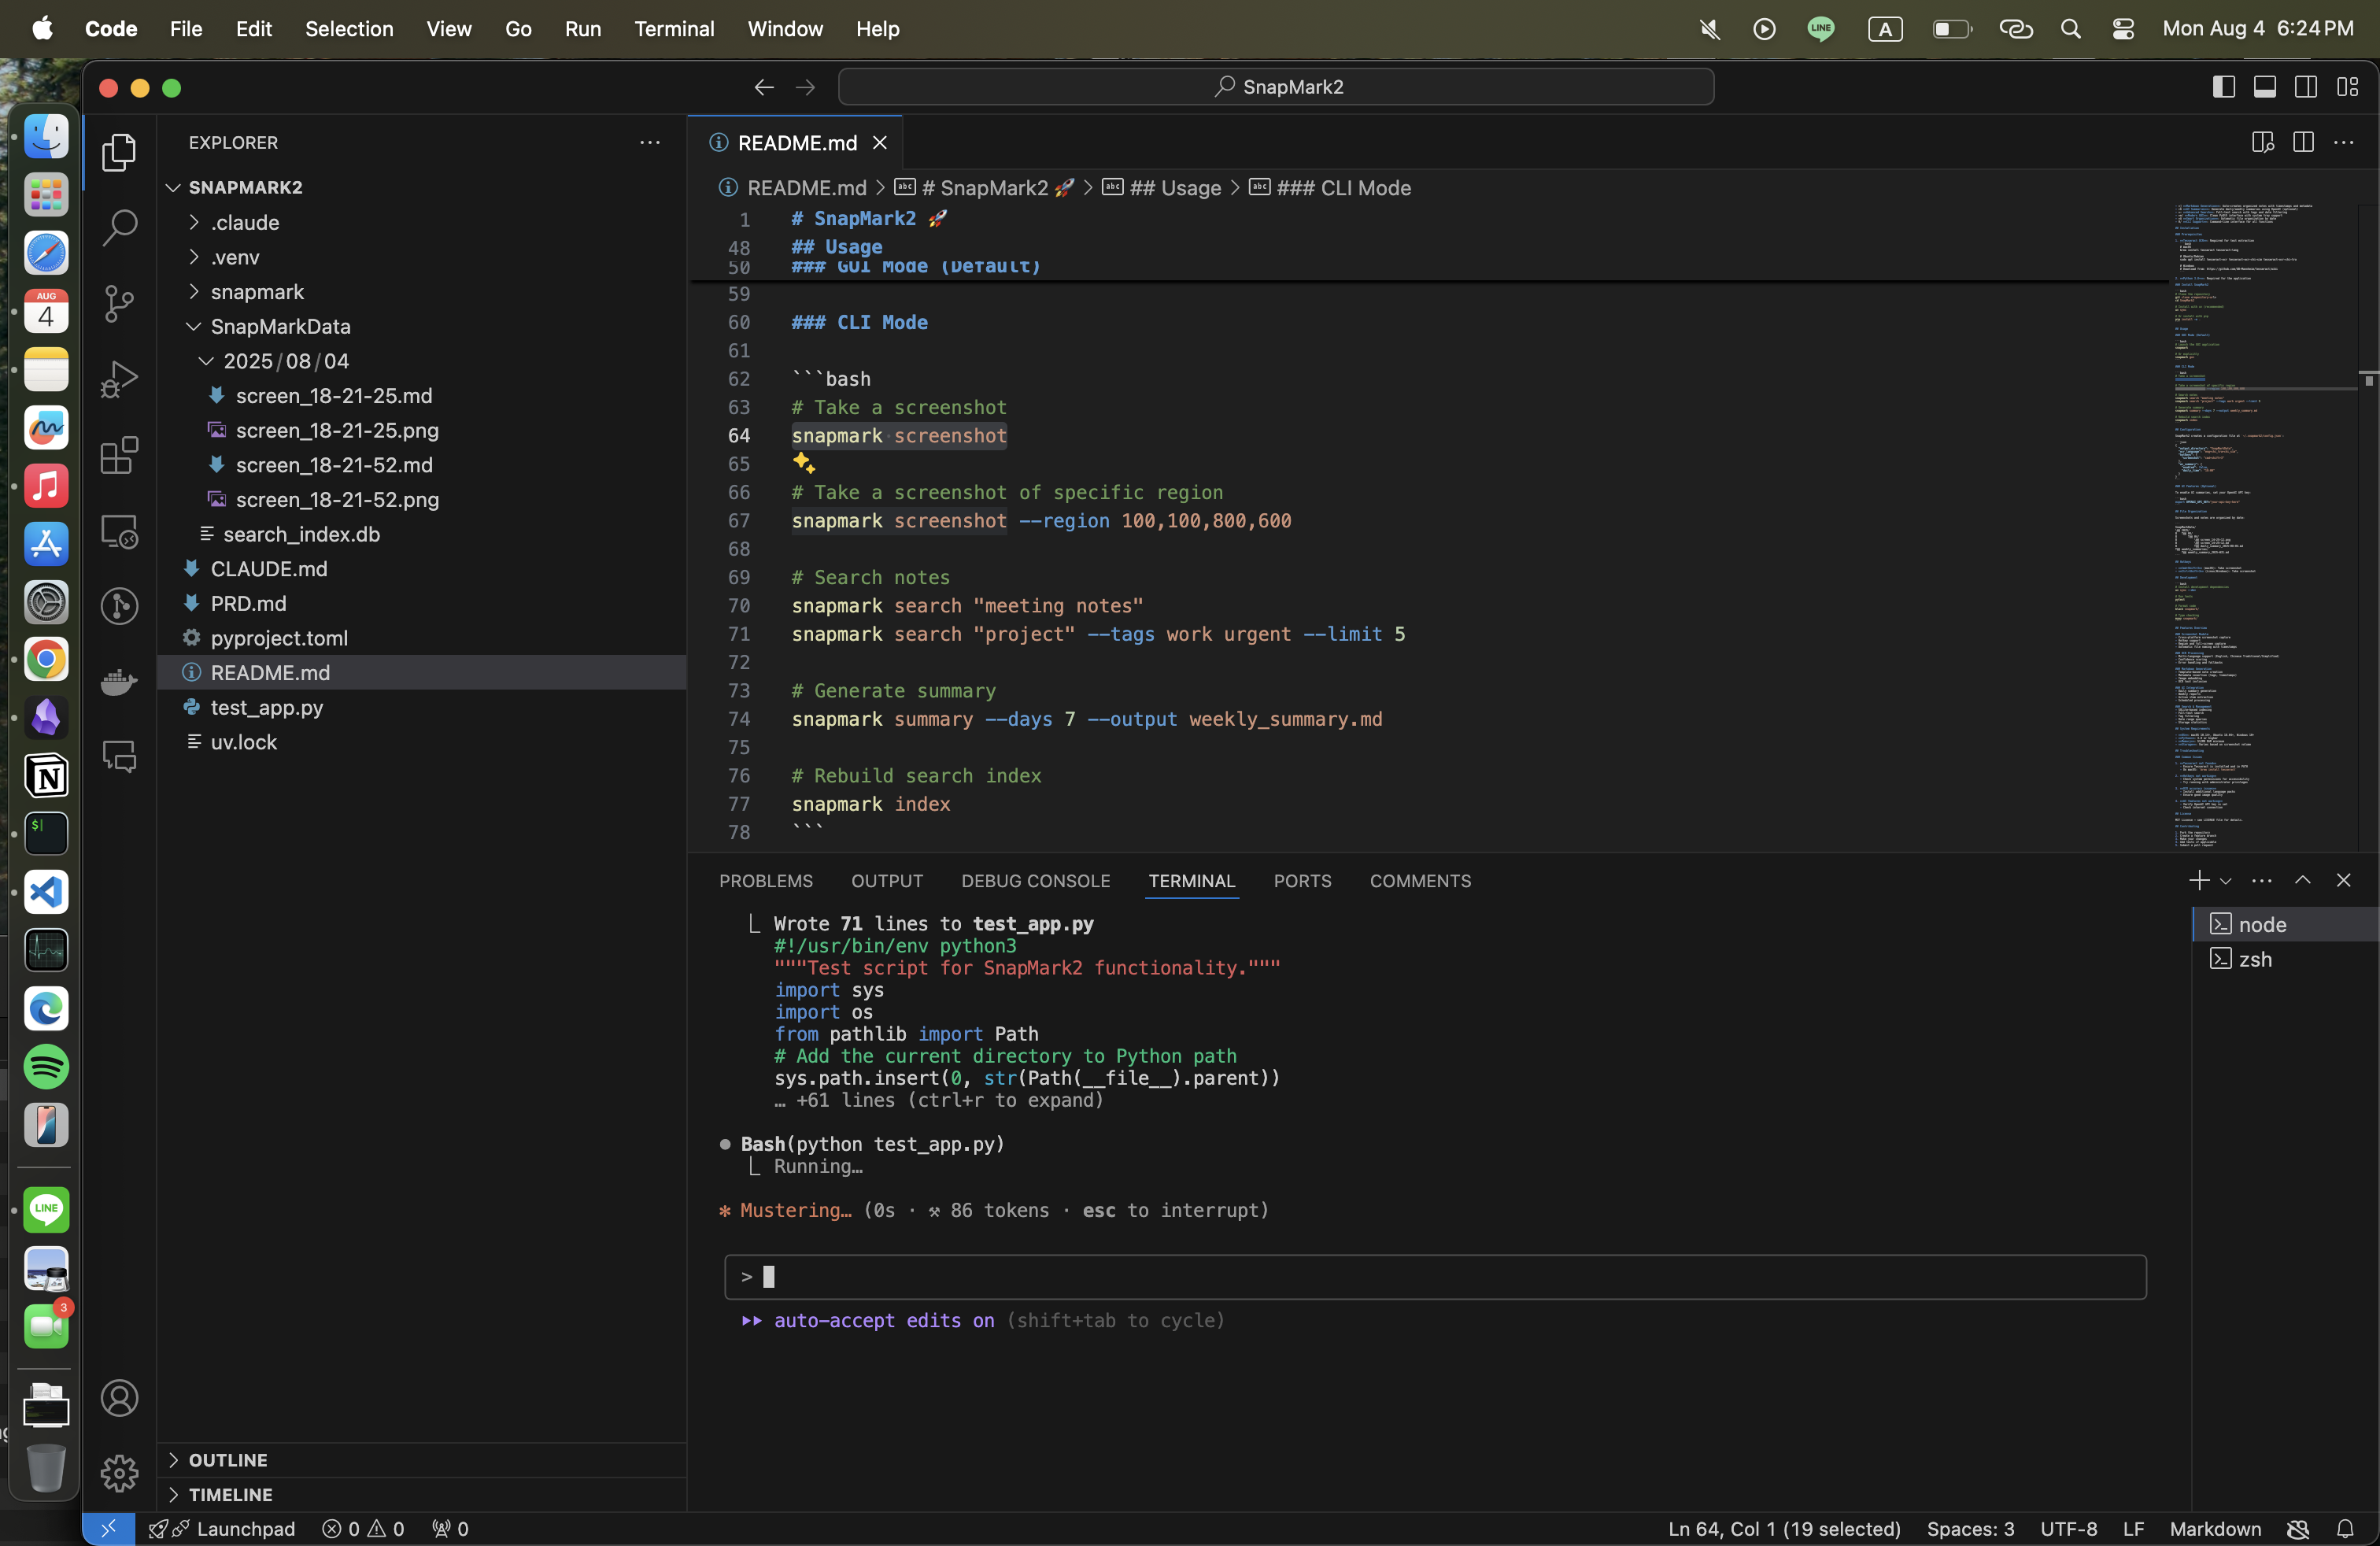 Code File Edit Selection View Go Run Terminal Window Help
LINE A Mon Aug 4 6:24 PM
SnapMark2
EXPLORER
SNAPMARK2
.claude
.venv
snapmark
SnapMarkData
2025/08/04
screen_18-21-25.md
screen_18-21-25.png
screen_18-21-52.md
screen_18-21-52.png
search_index.db
CLAUDE.md
PRD.md
pyproject.toml
README.md
test_app.py
uv.lock
OUTLINE
TIMELINE
AUG
4
$
LINE
3
README.md
README.md > # SnapMark2 🚀 > ## Usage > ### CLI Mode
1 # SnapMark2 🚀
48 ## Usage
50 ### GUI Mode (Default)
59
60 ### CLI Mode
61
62 ```bash
63 # Take a screenshot
64 snapmark screenshot
65
66 # Take a screenshot of specific region
67 snapmark screenshot --region 100,100,800,600
68
69 # Search notes
70 snapmark search "meeting notes"
71 snapmark search "project" --tags work urgent --limit 5
72
73 # Generate summary
74 snapmark summary --days 7 --output weekly_summary.md
75
76 # Rebuild search index
77 snapmark index
78 ```
PROBLEMS OUTPUT DEBUG CONSOLE TERMINAL PORTS COMMENTS
⎿ Wrote 71 lines to test_app.py
#!/usr/bin/env python3
"""Test script for SnapMark2 functionality."""
import sys
import os
from pathlib import Path
# Add the current directory to Python path
sys.path.insert(0, str(Path(__file__).parent))
… +61 lines (ctrl+r to expand)
● Bash(python test_app.py)
⎿ Running…
✻ Mustering… (0s · ⚒ 86 tokens · esc to interrupt)
>
⏵⏵ auto-accept edits on (shift+tab to cycle)
node
zsh
Launchpad 0 0 0
Ln 64, Col 1 (19 selected) Spaces: 3 UTF-8 LF Markdown